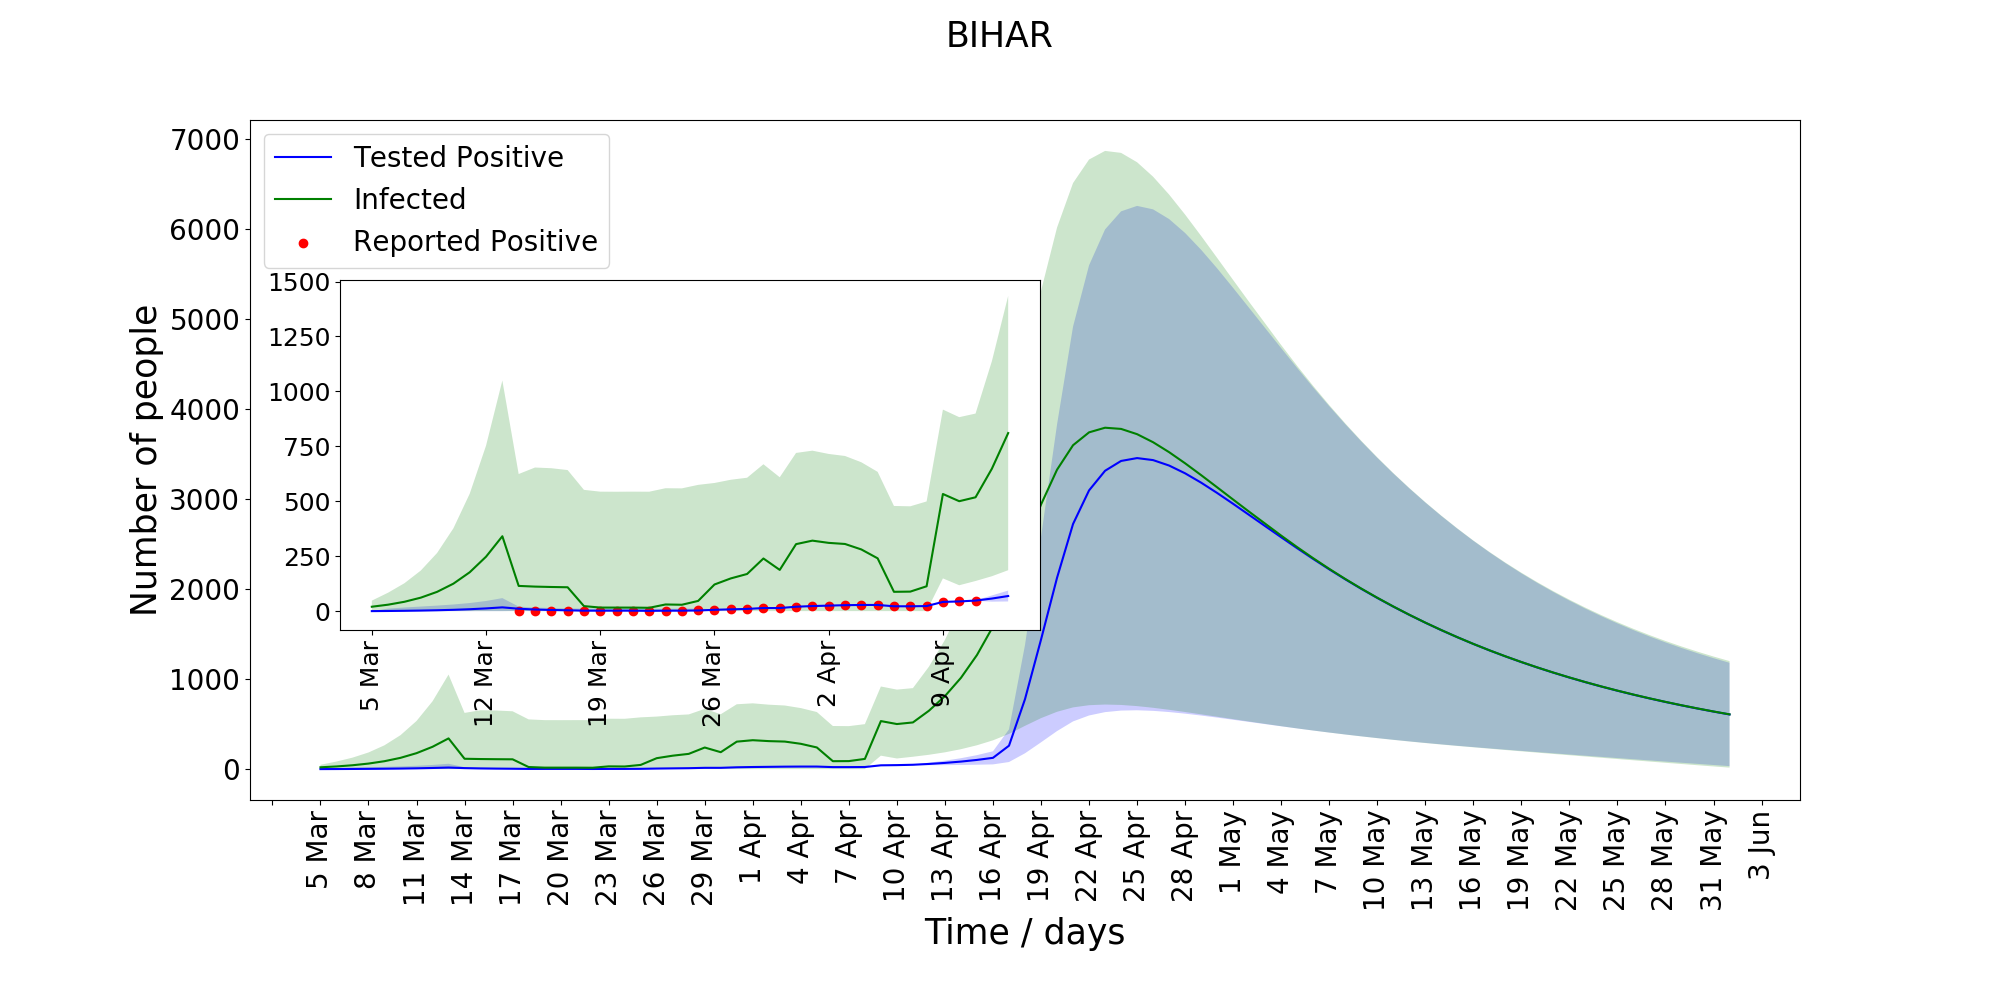 BIHAR
7000
6000
5000
4000
3000
2000
1000
0
Number of people
Tested Positive
Infected
Reported Positive
1500
1250
1000
750
500
250
0
5 Mar
12 Mar
19 Mar
26 Mar
2 Apr
9 Apr
5 Mar
8 Mar
11 Mar
14 Mar
17 Mar
20 Mar
23 Mar
26 Mar
29 Mar
1 Apr
4 Apr
7 Apr
10 Apr
13 Apr
16 Apr
19 Apr
22 Apr
25 Apr
28 Apr
1 May
4 May
7 May
10 May
13 May
16 May
19 May
22 May
25 May
28 May
31 May
3 Jun
Time / days